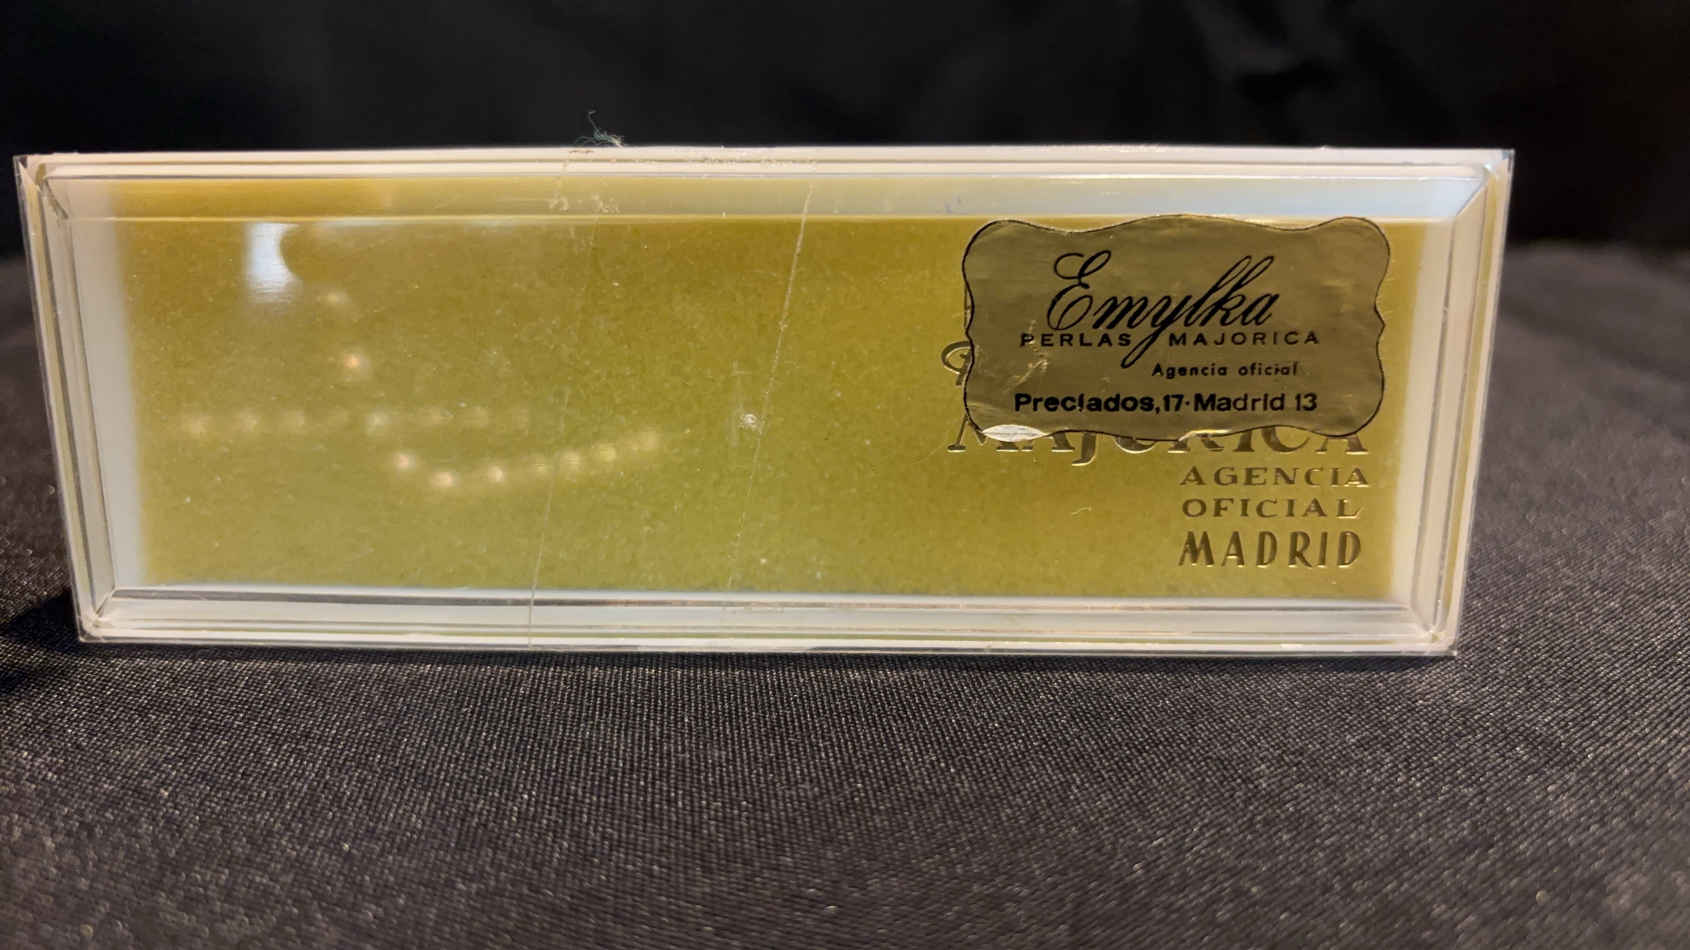 Emylka
PERLAS MAJORICA
Agencia oficial
Preciados, 17·Madrid 13
MAJORICA
AGENCIA
OFICIAL
MADRID